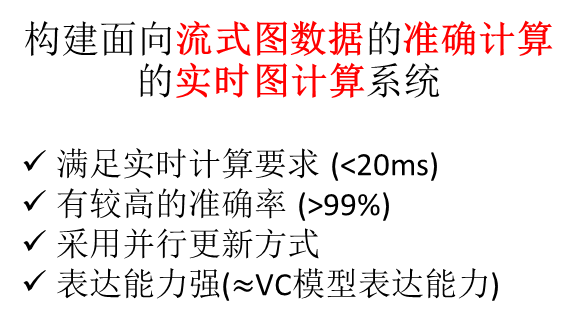 构建面向流式图数据的准确计算
的实时图计算系统
✓ 满足实时计算要求 (<20ms)
✓ 有较高的准确率 (>99%)
✓ 采用并行更新方式
✓ 表达能力强(≈VC模型表达能力)